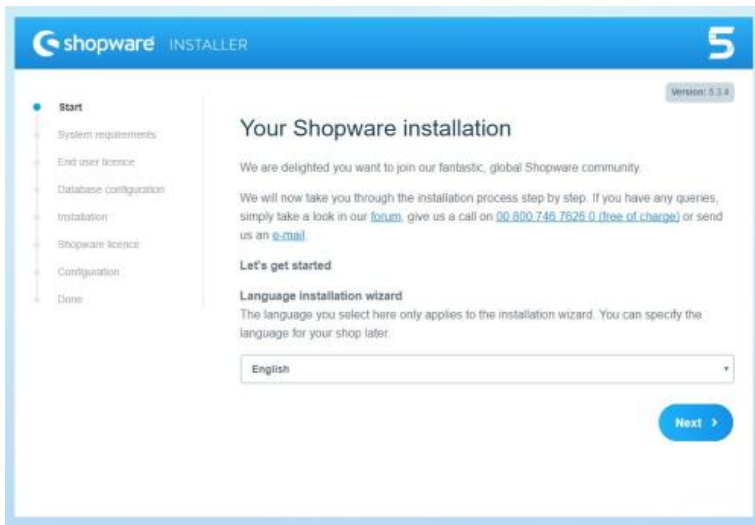 shopware INSTALLER
5
Version: 5.3.4
Start
System requirements
End user licence
Database configuration
Installation
Shopware licence
Configuration
Done
Your Shopware installation
We are delighted you want to join our fantastic, global Shopware community.
We will now take you through the installation process step by step. If you have any queries,
simply take a look in our forum, give us a call on 00 800 746 7626 0 (free of charge) or send
us an e-mail.
Let's get started
Language installation wizard
The language you select here only applies to the installation wizard. You can specify the
language for your shop later.
English
Next